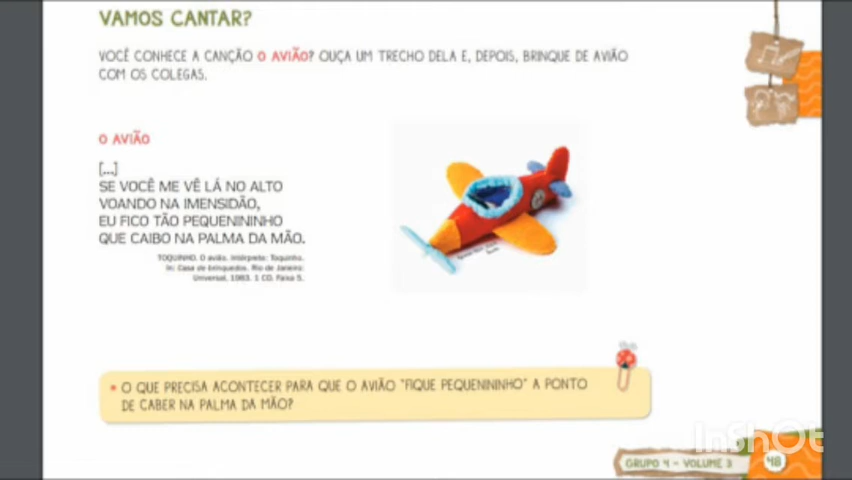 VAMOS CANTAR?
VOCÊ CONHECE A CANÇÃO O AVIÃO? OUÇA UM TRECHO DELA E, DEPOIS, BRINQUE DE AVIÃO
COM OS COLEGAS.
O AVIÃO
[...]
SE VOCÊ ME VÊ LÁ NO ALTO
VOANDO NA IMENSIDÃO,
EU FICO TÃO PEQUENININHO
QUE CAIBO NA PALMA DA MÃO.
TOQUINHO. O avião. Intérprete: Toquinho.
In: Casa de brinquedos. Rio de Janeiro:
Universal, 1983. 1 CD. Faixa 5.
• O QUE PRECISA ACONTECER PARA QUE O AVIÃO "FIQUE PEQUENININHO" A PONTO
DE CABER NA PALMA DA MÃO?
InShOt
GRUPO 4 – VOLUME 3
48